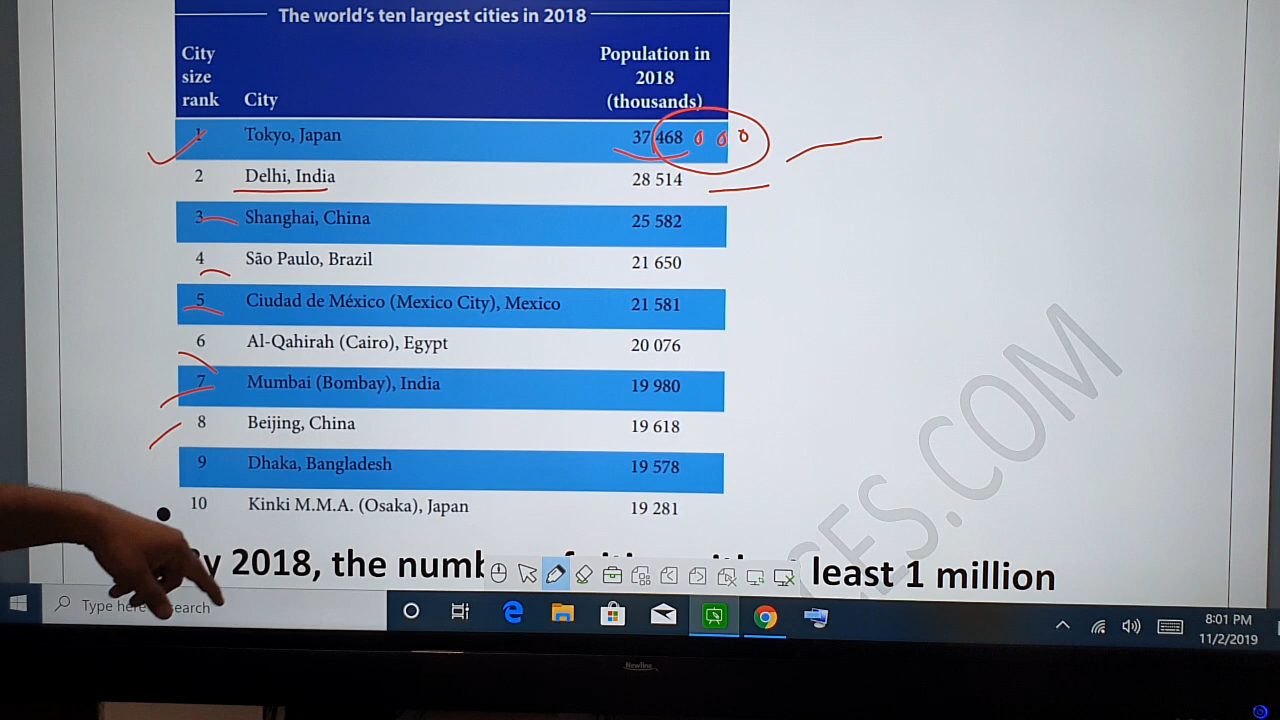 The world's ten largest cities in 2018
City size rank City Population in 2018 (thousands)
1 Tokyo, Japan 37 468 000
2 Delhi, India 28 514
3 Shanghai, China 25 582
4 São Paulo, Brazil 21 650
5 Ciudad de México (Mexico City), Mexico 21 581
6 Al-Qahirah (Cairo), Egypt 20 076
7 Mumbai (Bombay), India 19 980
8 Beijing, China 19 618
9 Dhaka, Bangladesh 19 578
10 Kinki M.M.A. (Osaka), Japan 19 281
By 2018, the least 1 million
.COM
Type here search
8:01 PM
11/2/2019
Newline